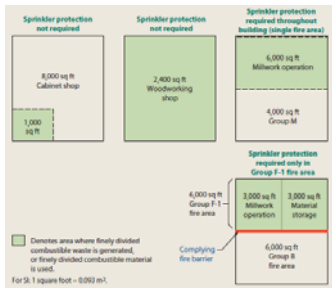 Sprinkler protection
not required
8,000 sq ft
Cabinet shop
1,000
sq ft
Sprinkler protection
not required
2,400 sq ft
Woodworking
shop
Sprinkler protection
required throughout
building (single fire area)
6,000 sq ft
Millwork operation
4,000 sq ft
Group M
Sprinkler protection
required only in
Group F-1 fire area
6,000 sq ft
Group F-1
fire area
3,000 sq ft
Millwork
operation
3,000 sq ft
Material
storage
Complying
fire barrier
6,000 sq ft
Group B
fire area
Denotes area where finely divided
combustible waste is generated,
or finely divided combustible material
is used.
For SI: 1 square foot = 0.093 m².